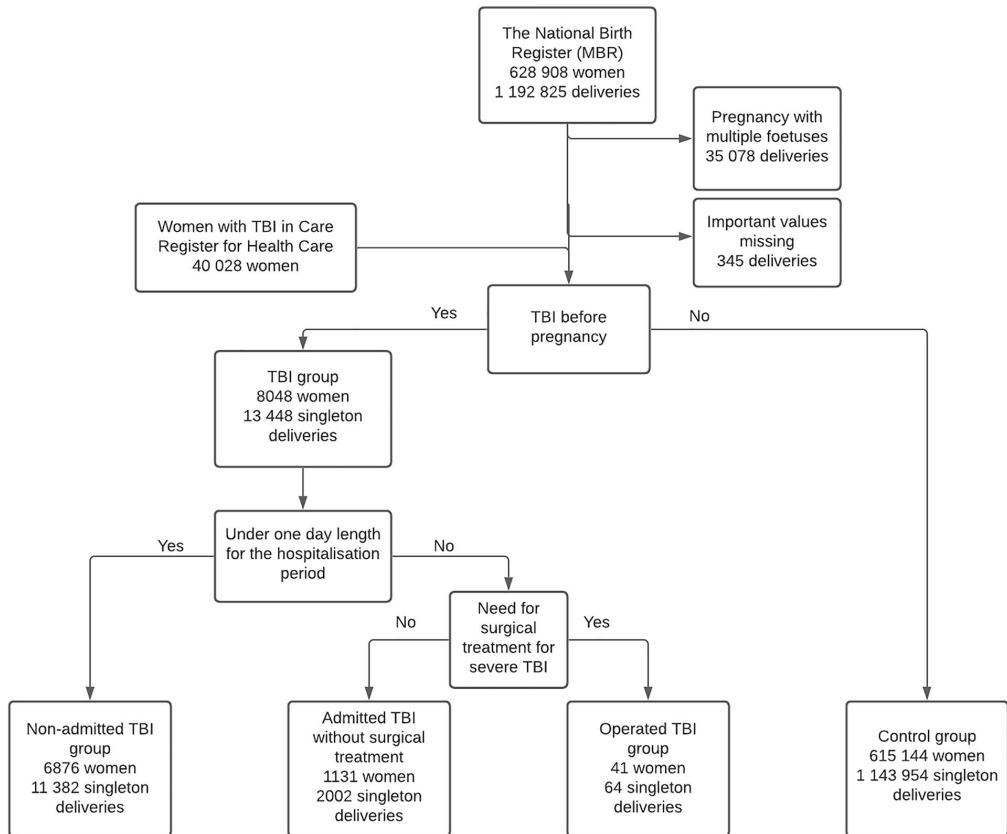 The National Birth
Register (MBR)
628 908 women
1 192 825 deliveries
Pregnancy with
multiple foetuses
35 078 deliveries
Women with TBI in Care
Register for Health Care
40 028 women
Important values
missing
345 deliveries
TBI before
pregnancy
Yes
No
TBI group
8048 women
13 448 singleton
deliveries
Under one day length
for the hospitalisation
period
Yes
No
Need for
surgical
treatment for
severe TBI
No
Yes
Non-admitted TBI
group
6876 women
11 382 singleton
deliveries
Admitted TBI
without surgical
treatment
1131 women
2002 singleton
deliveries
Operated TBI
group
41 women
64 singleton
deliveries
Control group
615 144 women
1 143 954 singleton
deliveries